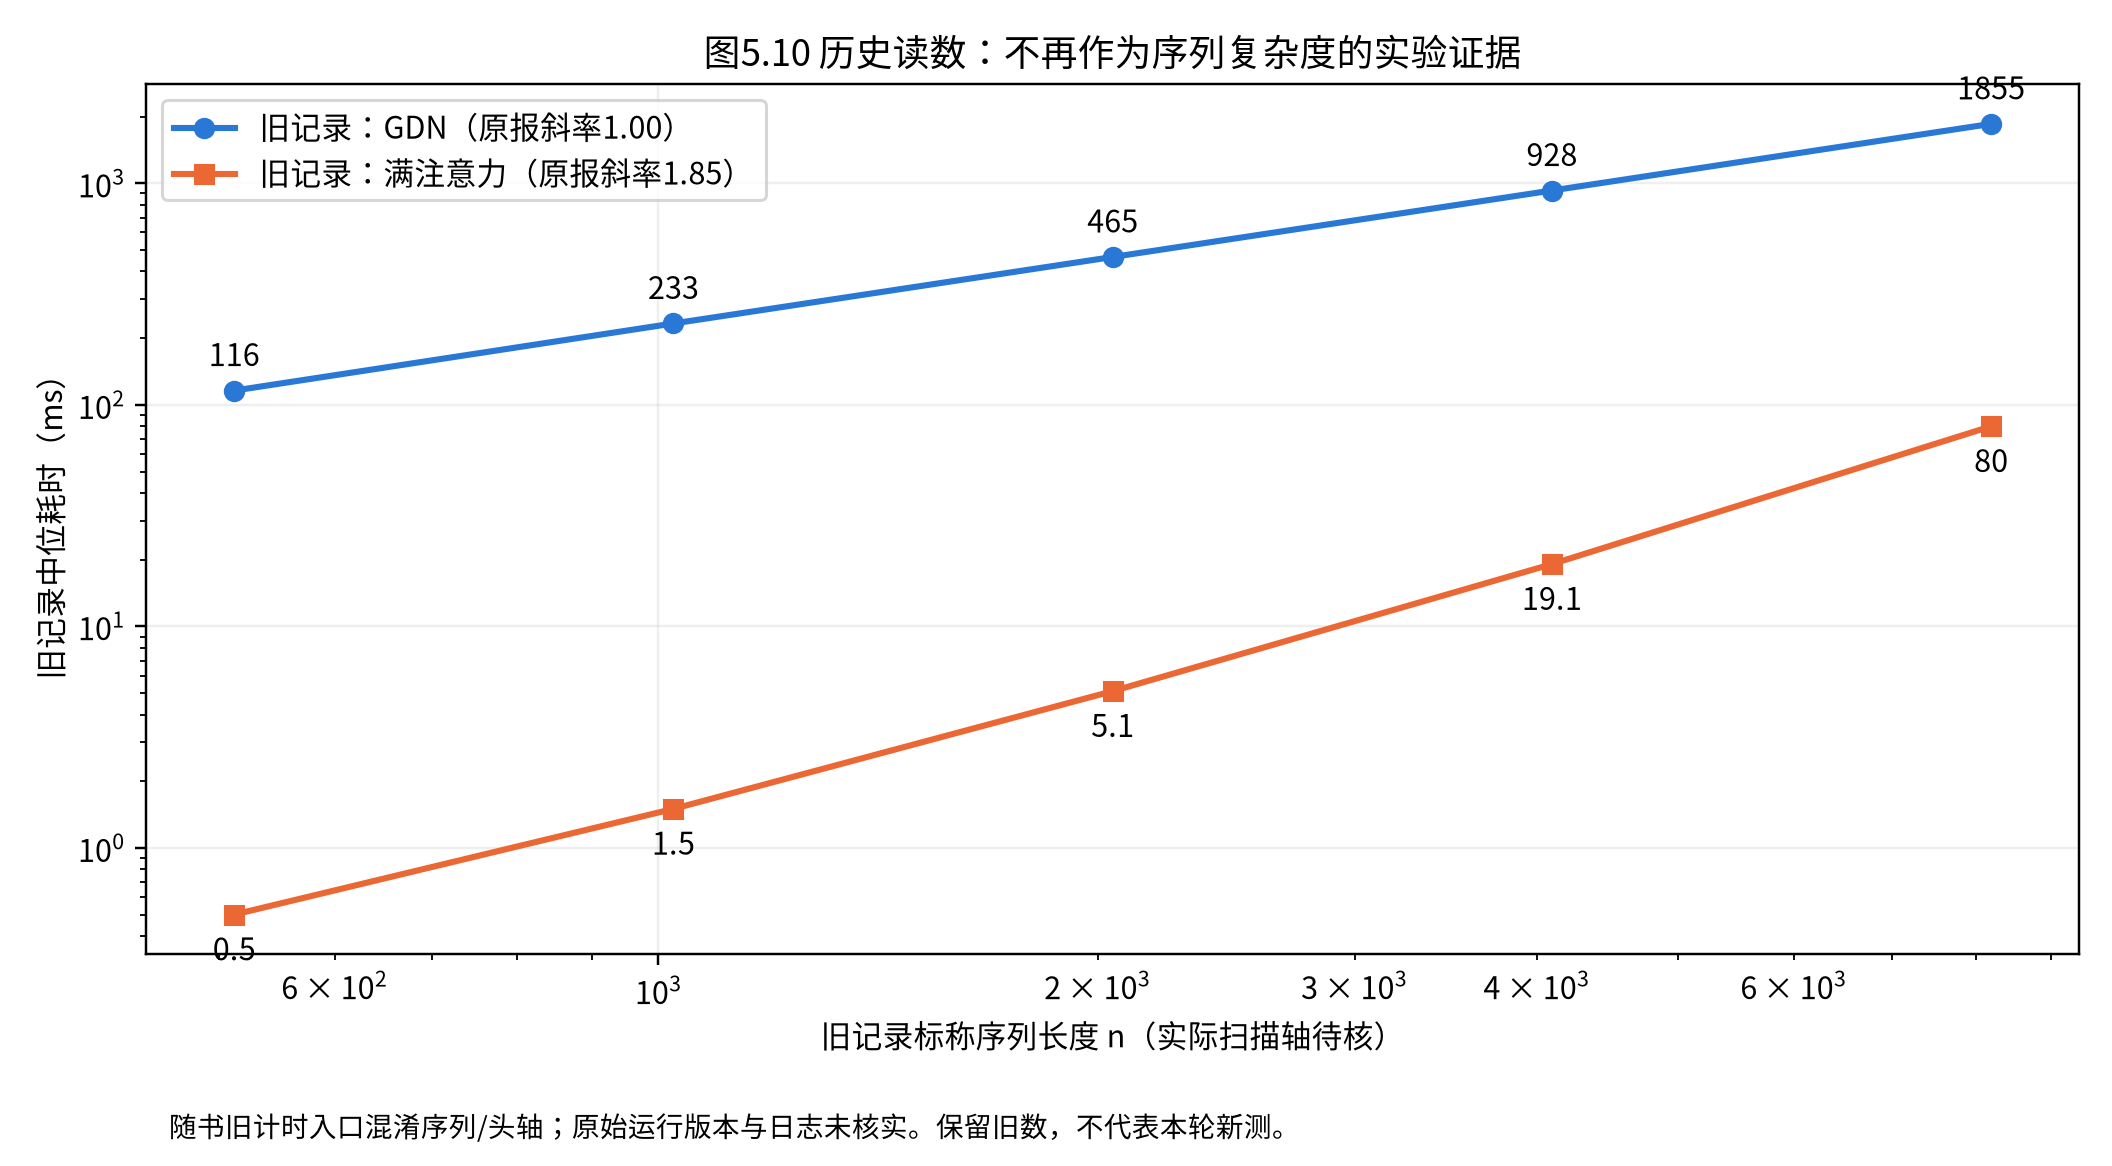 图5.10 历史读数：不再作为序列复杂度的实验证据
旧记录：GDN（原报斜率1.00）
旧记录：满注意力（原报斜率1.85）
旧记录中位耗时（ms）
10³
10²
10¹
10⁰
116
233
465
928
1855
0.5
1.5
5.1
19.1
80
6 × 10²
10³
2 × 10³
3 × 10³
4 × 10³
6 × 10³
旧记录标称序列长度 n（实际扫描轴待核）
随书旧计时入口混淆序列/头轴；原始运行版本与日志未核实。保留旧数，不代表本轮新测。